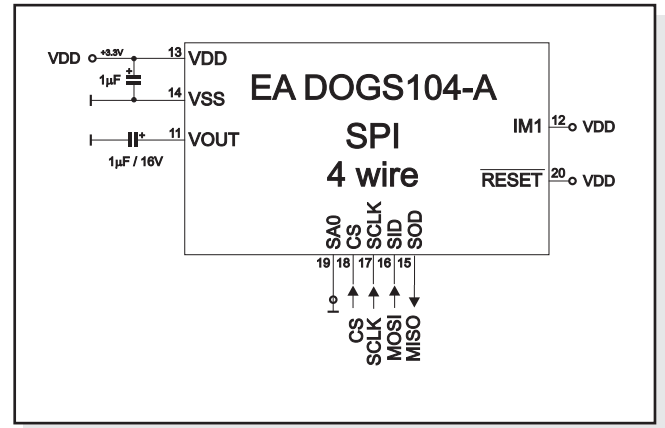 VDD +3.3V 13 VDD
1µF
14 VSS
11 VOUT
1µF / 16V
EA DOGS104-A
SPI
4 wire
IM1 12 VDD
RESET 20 VDD
SA0 CS SCLK SID SOD
19 18 17 16 15
CS SCLK MOSI MISO